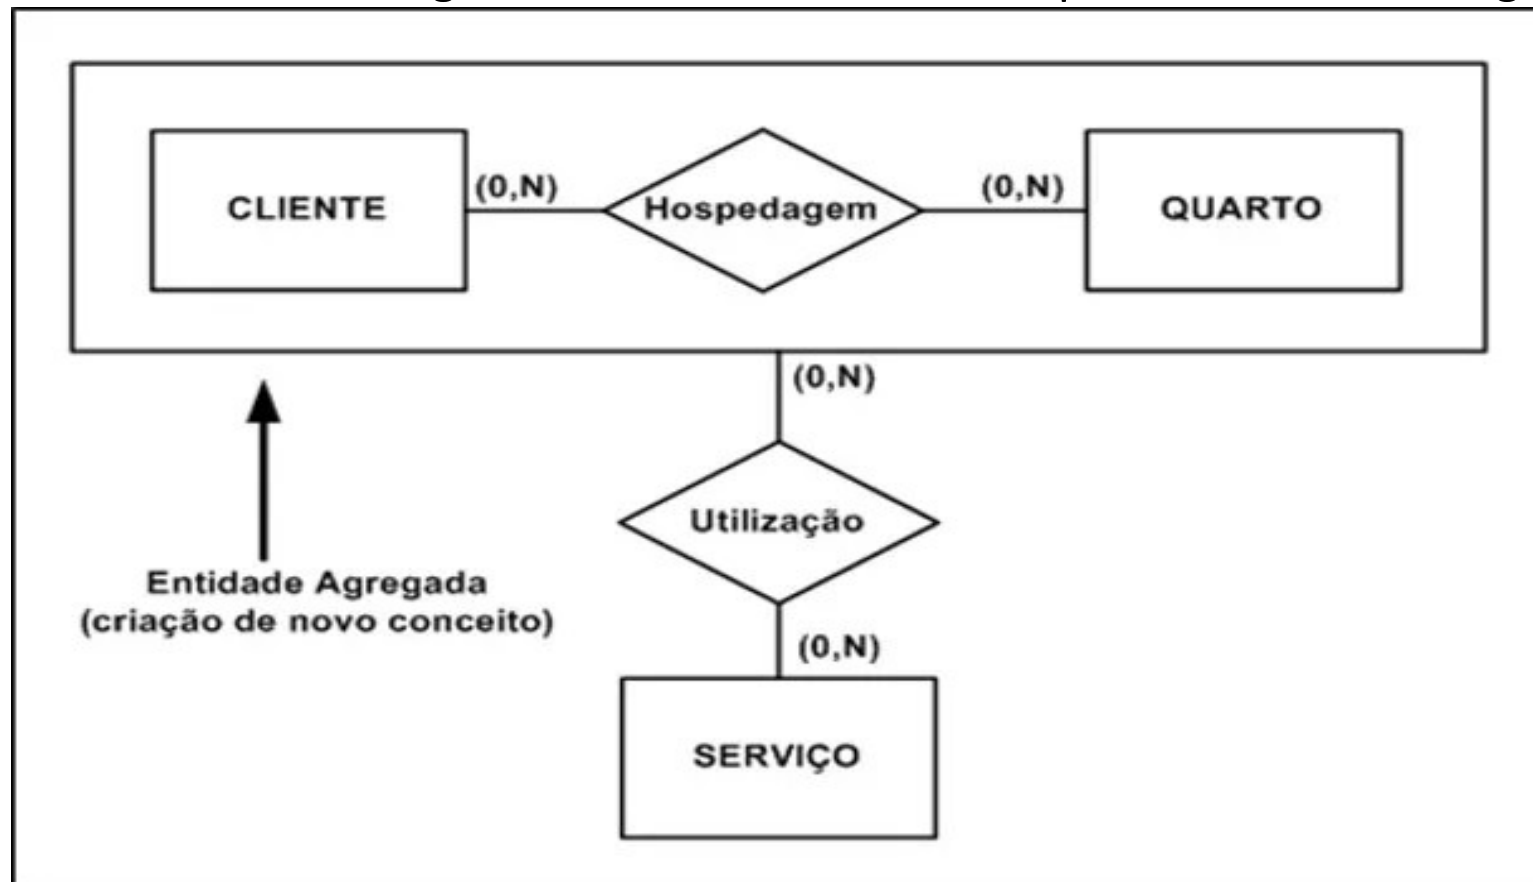 CLIENTE
(0,N)
Hospedagem
(0,N)
QUARTO
(0,N)
Utilização
Entidade Agregada
(criação de novo conceito)
(0,N)
SERVIÇO